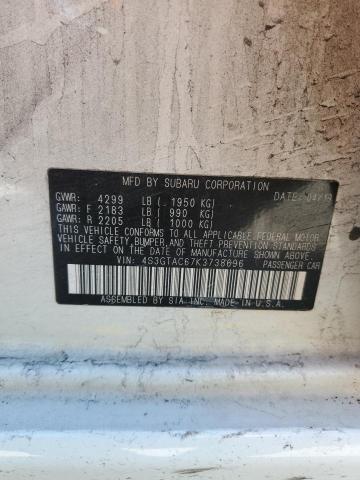 MFD. BY SUBARU CORPORATION DATE: 04/19
GVWR: 4299 LB (1950 KG)
GAWR: F 2183 LB ( 990 KG)
GAWR: R 2205 LB ( 1000 KG)
THIS VEHICLE CONFORMS TO ALL APPLICABLE FEDERAL MOTOR
VEHICLE SAFETY, BUMPER, AND THEFT PREVENTION STANDARDS
IN EFFECT ON THE DATE OF MANUFACTURE SHOWN ABOVE.
VIN: 4S3GTAC67K3738696 PASSENGER CAR
ASSEMBLED BY SIA INC. MADE IN U.S.A.